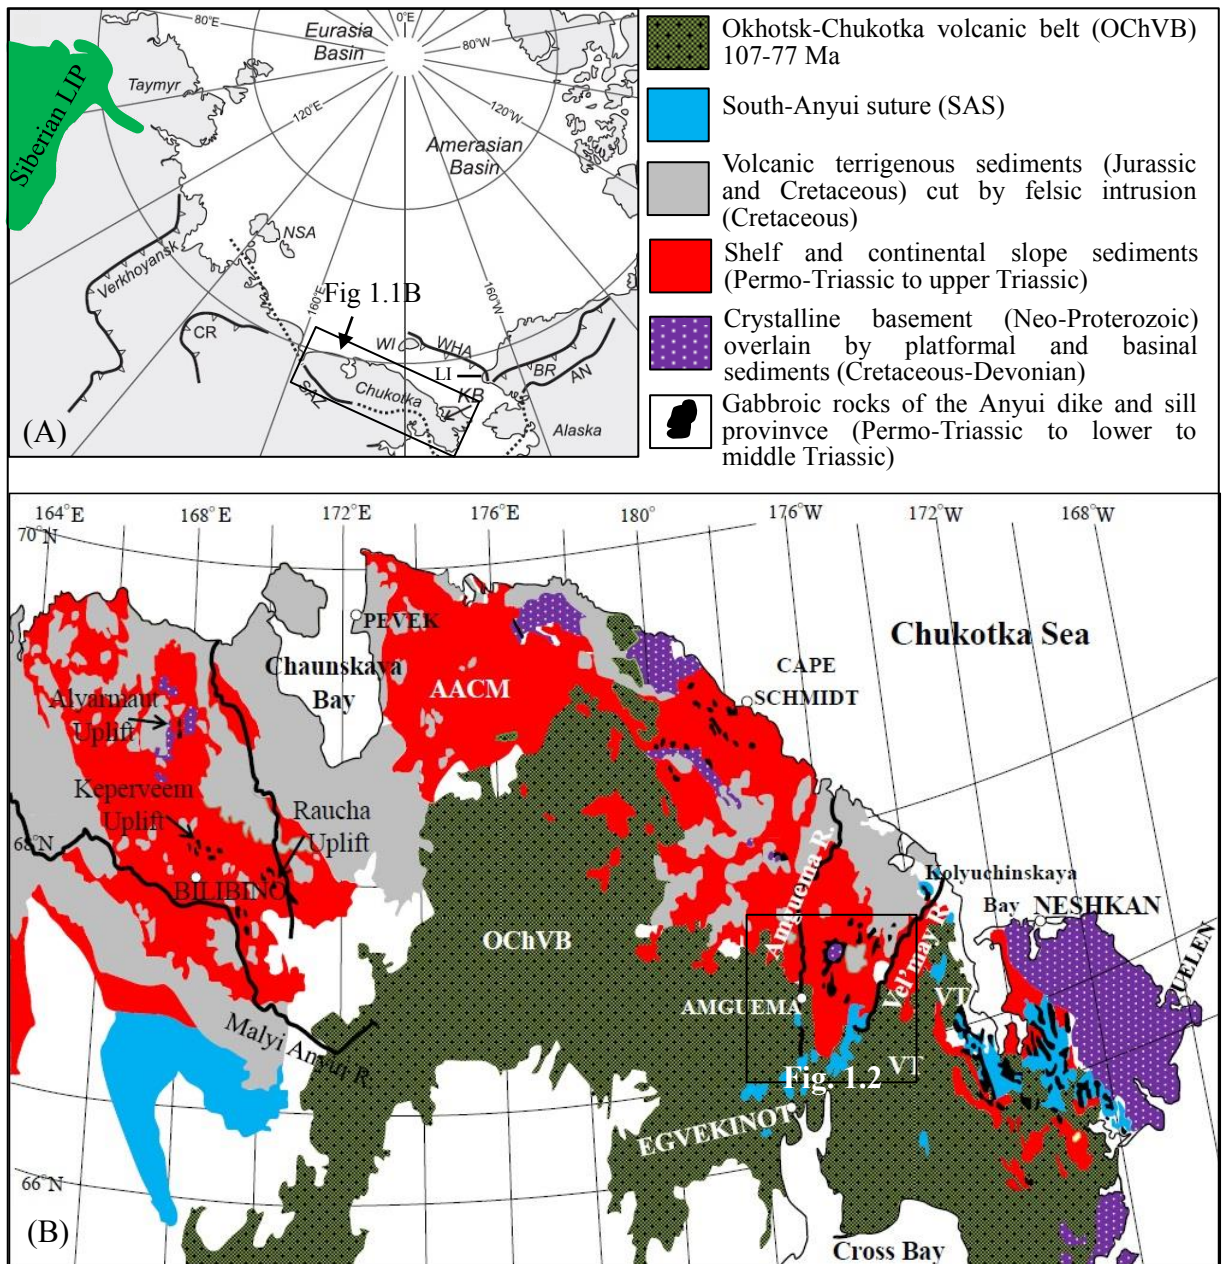 80°E
0°E
Eurasia
Basin
80°W
Taymyr
120°E
120°W
Siberian LIP
Amerasian
Basin
NSA
Verkhoyansk
160°E
Fig 1.1B
160°W
CR
WI
WHA
LI
BR
AN
SAZ
Chukotka
KB
Alaska
(A)
Okhotsk-Chukotka volcanic belt (OChVB)
107-77 Ma
South-Anyui suture (SAS)
Volcanic terrigenous sediments (Jurassic
and Cretaceous) cut by felsic intrusion
(Cretaceous)
Shelf and continental slope sediments
(Permo-Triassic to upper Triassic)
Crystalline basement (Neo-Proterozoic)
overlain by platformal and basinal
sediments (Cretaceous-Devonian)
Gabbroic rocks of the Anyui dike and sill
provinvce (Permo-Triassic to lower to
middle Triassic)
164°E
168°E
172°E
176°E
180°
176°W
172°W
168°W
70°N
PEVEK
Chukotka Sea
Chaunskaya
Bay
CAPE
SCHMIDT
AACM
Alyarmaut
Uplift
Keperveem
Uplift
Raucha
Uplift
68°N
BILIBINO
Amguema R.
Kolyuchinskaya
Bay
NESHKAN
OChVB
Vel'may R.
UELEN
AMGUEMA
VT
Malyi Anyui R.
VT
Fig. 1.2
EGVEKINOT
66°N
(B)
Cross Bay